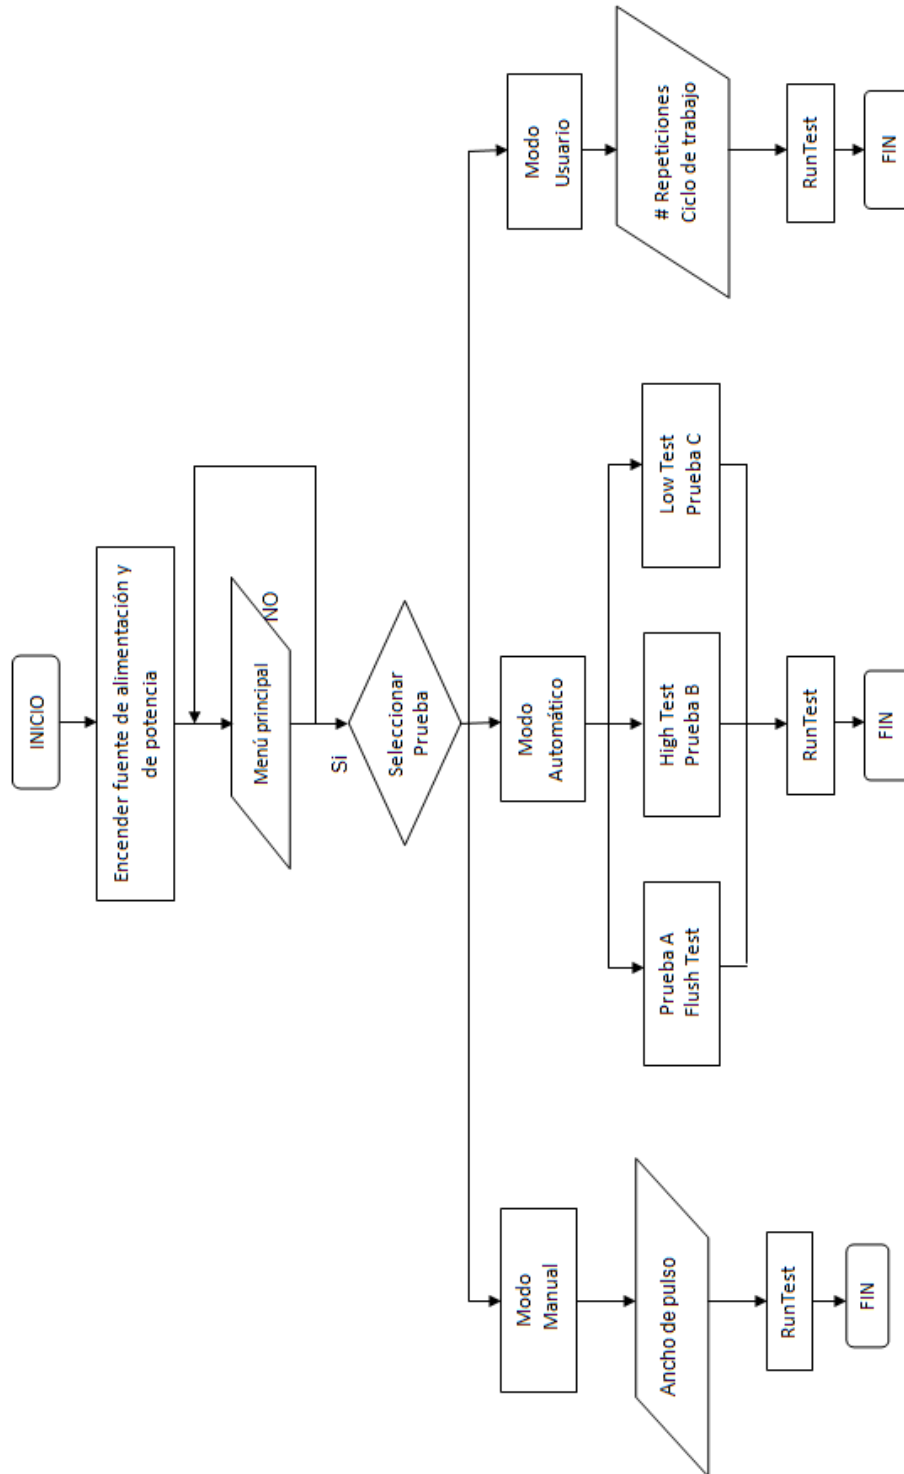 INICIO
Encender fuente de alimentación y
de potencia
Menú principal
NO
Si
Seleccionar
Prueba
Modo
Manual
Ancho de pulso
RunTest
FIN
Modo
Automático
Prueba A
Flush Test
High Test
Prueba B
Low Test
Prueba C
RunTest
FIN
Modo
Usuario
# Repeticiones
Ciclo de trabajo
RunTest
FIN